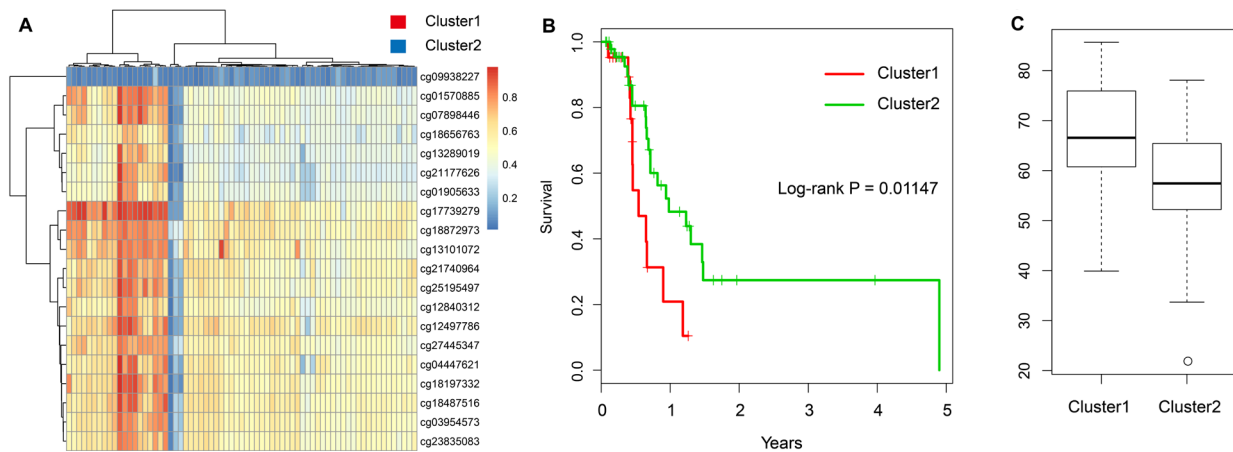 A
Cluster1
Cluster2
cg09938227
cg01570885
cg07898446
cg18656763
cg13289019
cg21177626
cg01905633
cg17739279
cg18872973
cg13101072
cg21740964
cg25195497
cg12840312
cg12497786
cg27445347
cg04447621
cg18197332
cg18487516
cg03954573
cg23835083
0.8
0.6
0.4
0.2
B
Survival
1.0
0.8
0.6
0.4
0.2
0.0
Cluster1
Cluster2
Log-rank P = 0.01147
0 1 2 3 4 5
Years
C
90
80
70
60
50
40
30
20
Cluster1 Cluster2